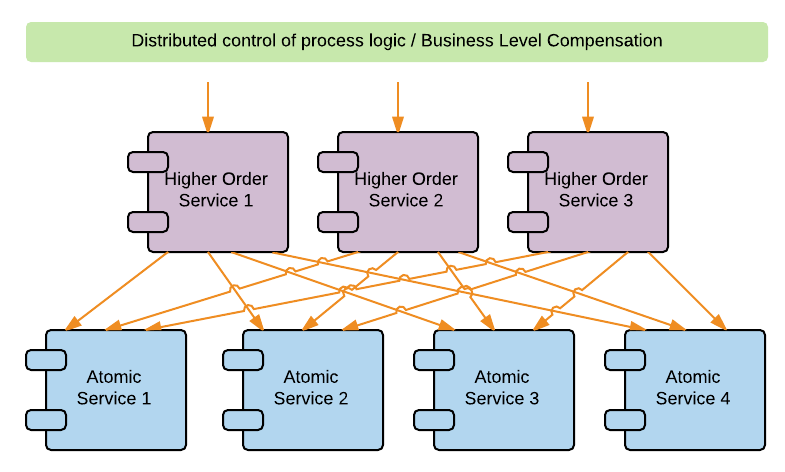 Distributed control of process logic / Business Level Compensation
Higher Order
Service 1
Higher Order
Service 2
Higher Order
Service 3
Atomic
Service 1
Atomic
Service 2
Atomic
Service 3
Atomic
Service 4